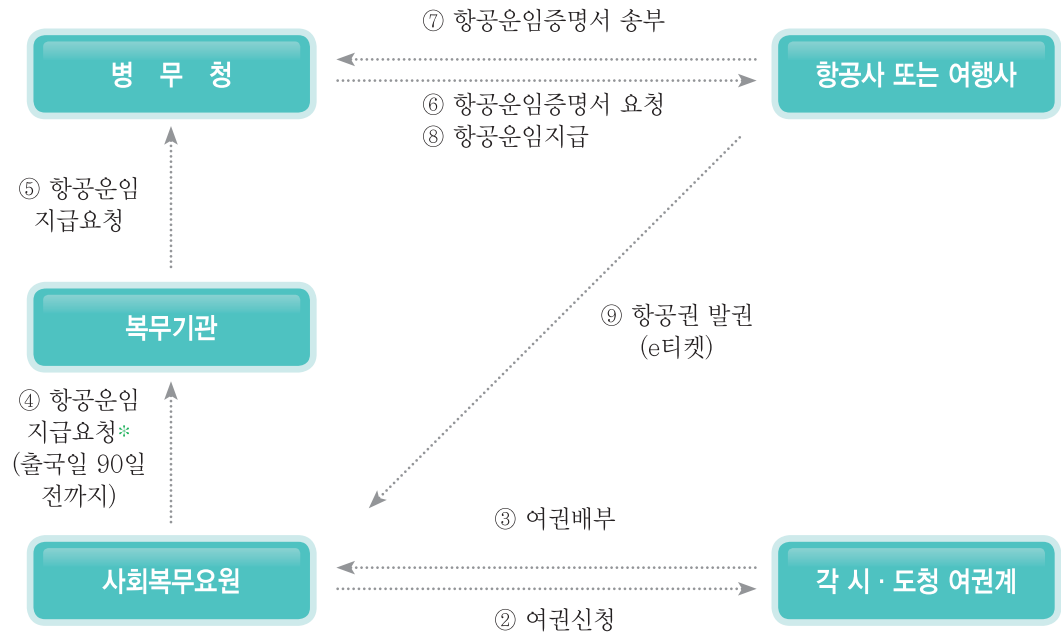 ⑦ 항공운임증명서 송부
병 무 청
항공사 또는 여행사
⑥ 항공운임증명서 요청
⑧ 항공운임지급
⑤ 항공운임
지급요청
복무기관
⑨ 항공권 발권
(e티켓)
④ 항공운임
지급요청*
(출국일 90일
전까지)
③ 여권배부
사회복무요원
각 시 · 도청 여권계
② 여권신청